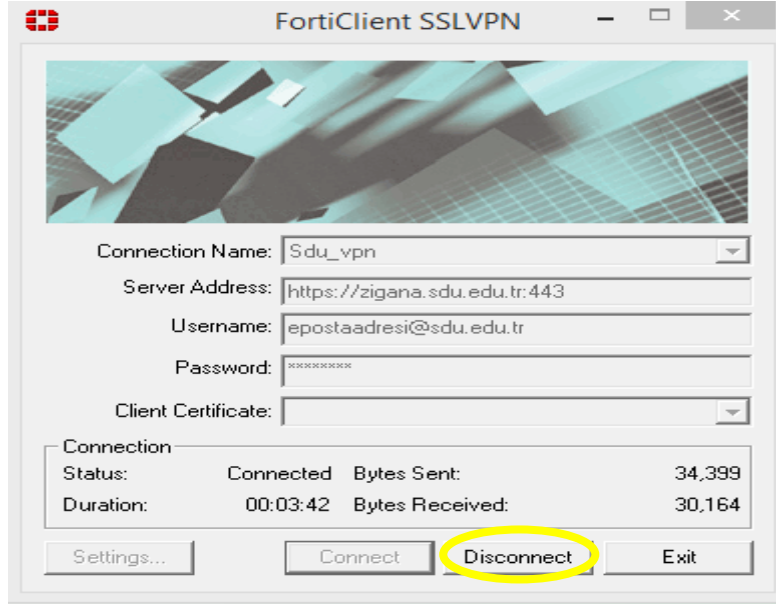 FortiClient SSLVPN
Connection Name: Sdu_vpn
Server Address: https://zigana.sdu.edu.tr:443
Username: epostaadresi@sdu.edu.tr
Password: ********
Client Certificate:
Connection
Status: Connected Bytes Sent: 34,399
Duration: 00:03:42 Bytes Received: 30,164
Settings... Connect Disconnect Exit